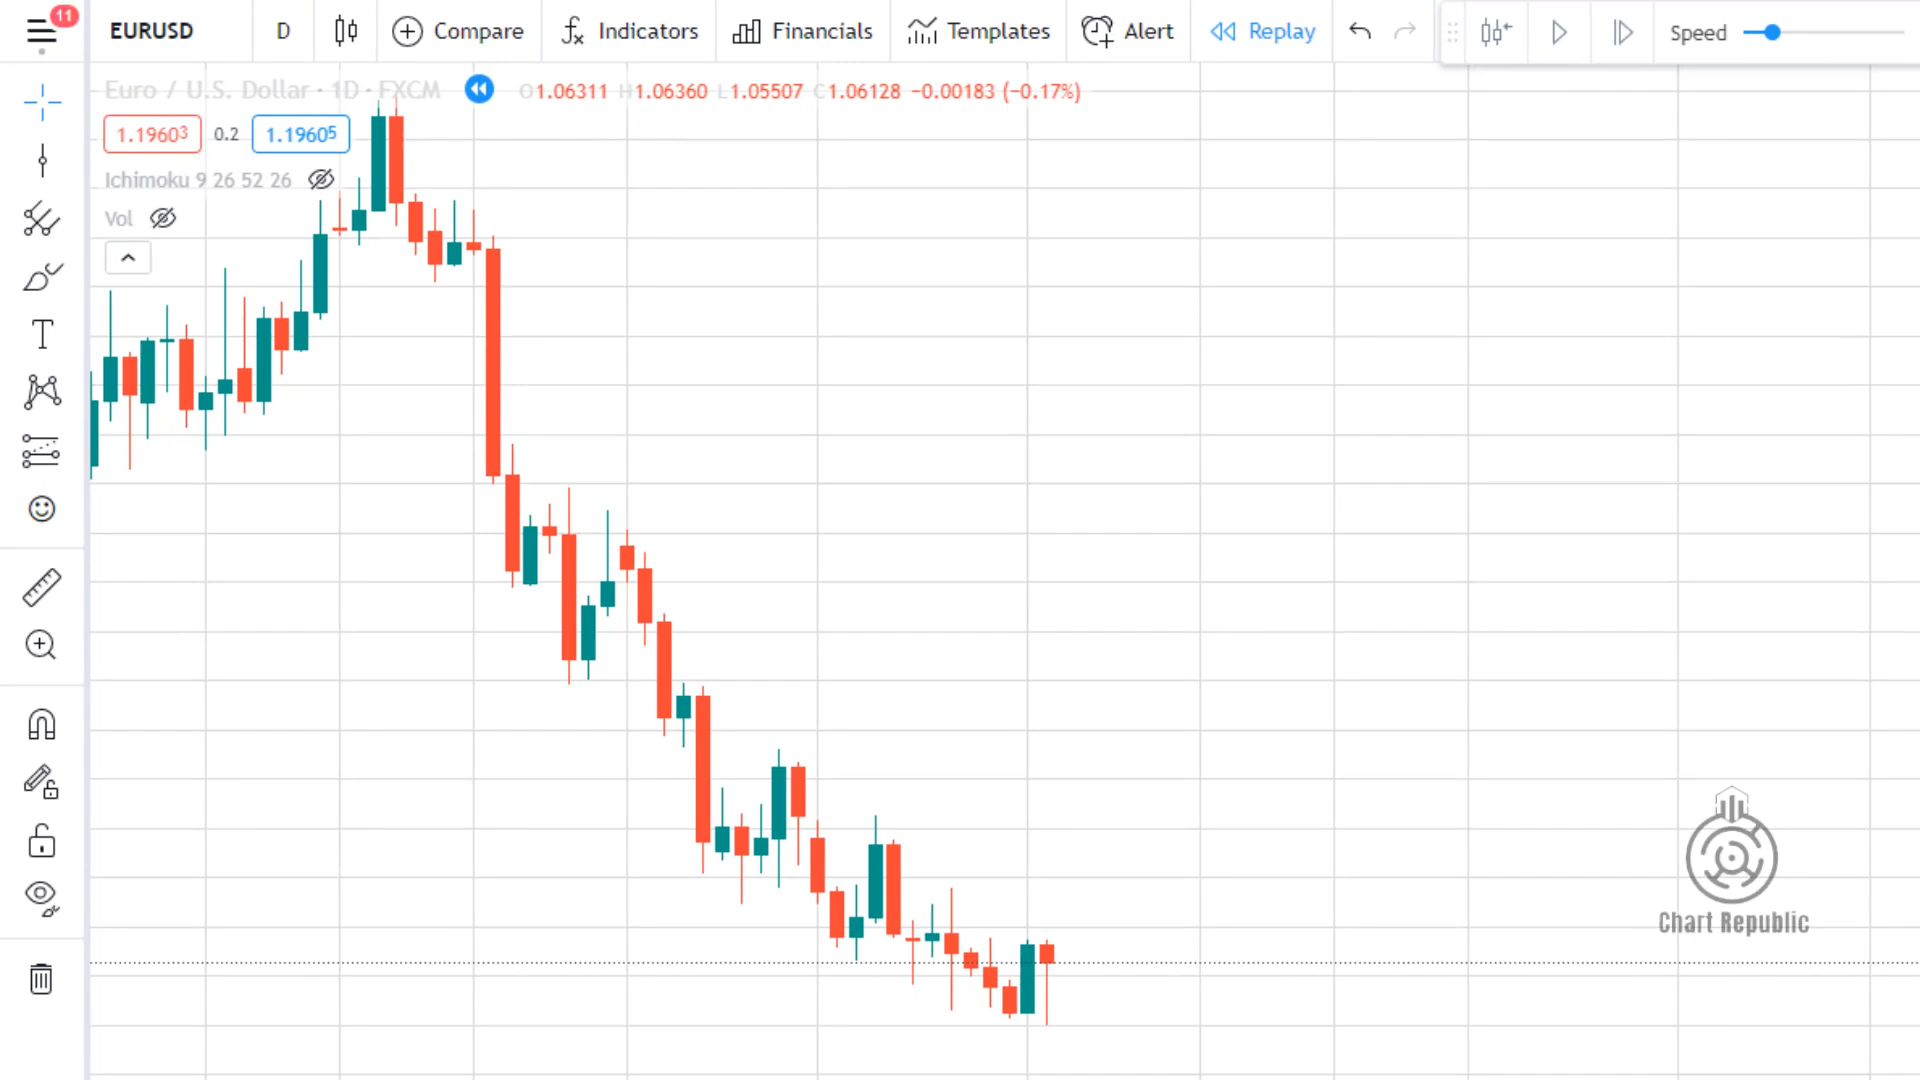 11
EURUSD D Compare Indicators Financials Templates Alert Replay Speed
Euro / U.S. Dollar · 1D · FXCM O1.06311 H1.06360 L1.05507 C1.06128 −0.00183 (−0.17%)
1.19603 0.2 1.19605
Ichimoku 9 26 52 26
Vol
Chart Republic